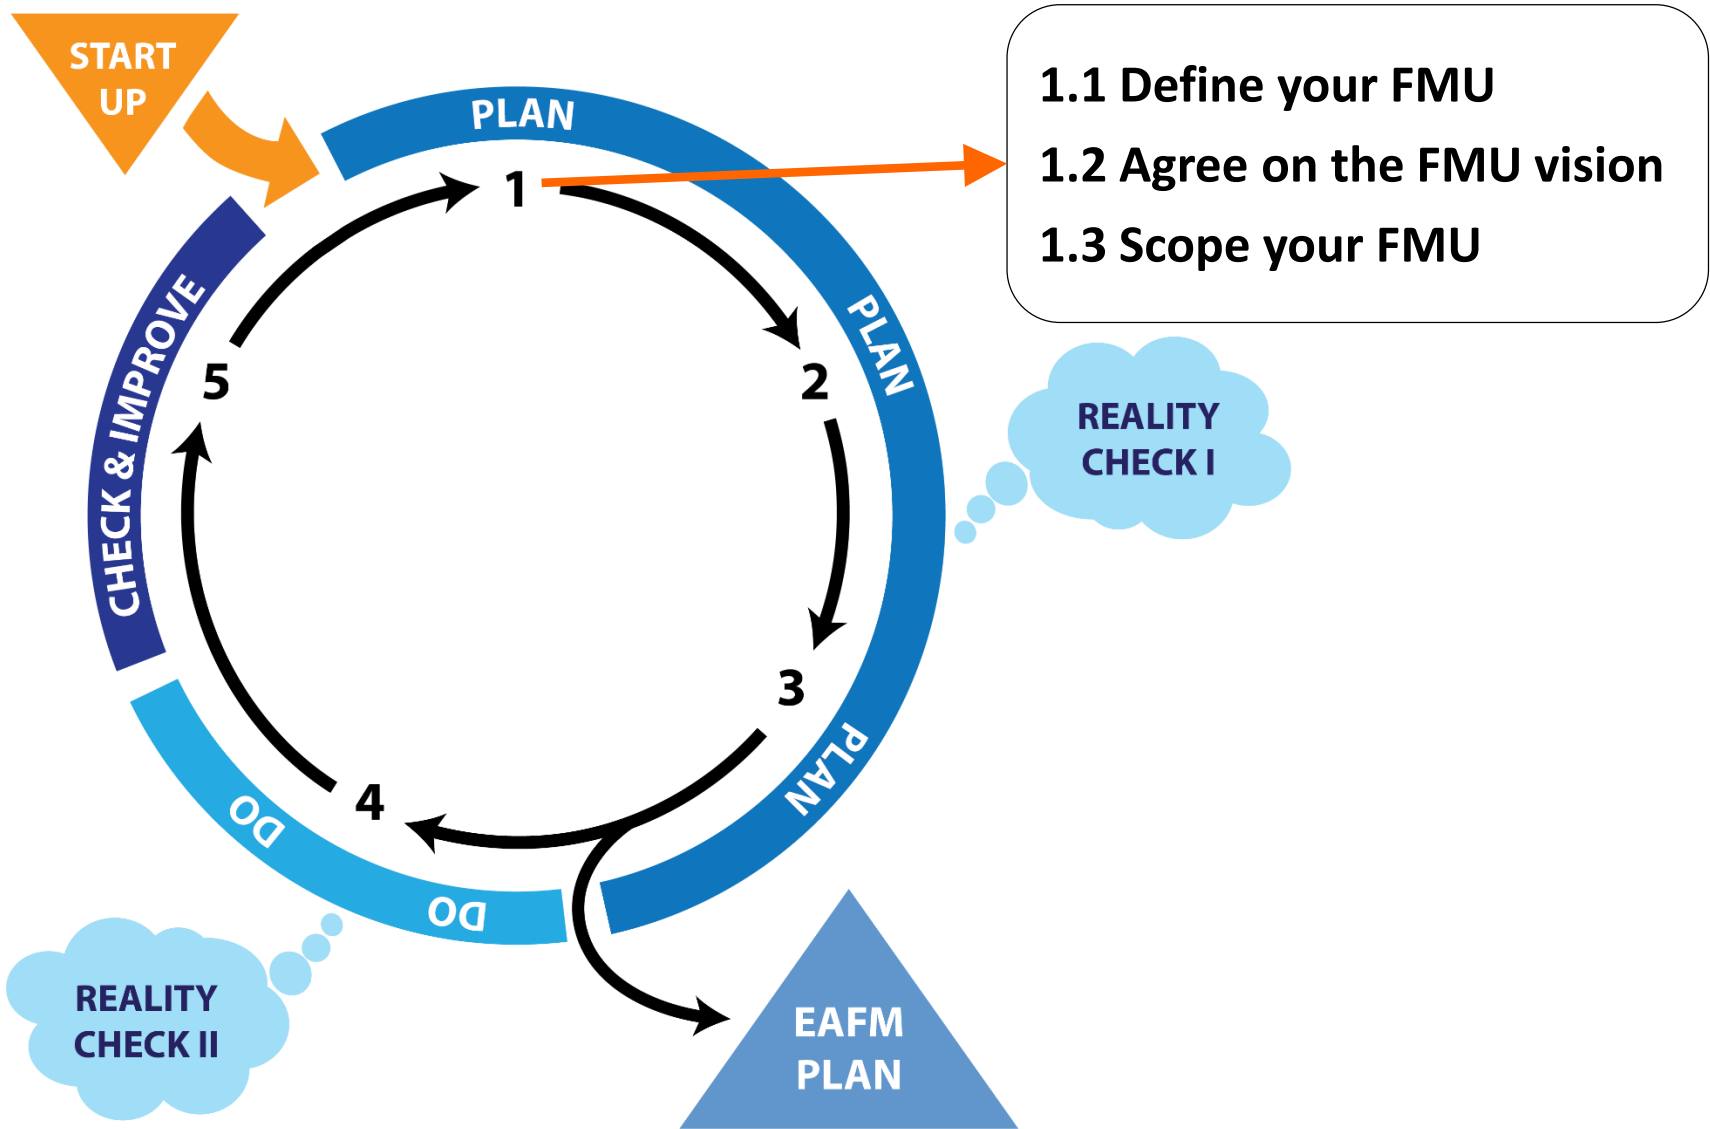 START
UP
PLAN
1
1.1 Define your FMU
1.2 Agree on the FMU vision
1.3 Scope your FMU
PLAN
2
REALITY
CHECK I
3
PLAN
EAFM
PLAN
4
DO
DO
REALITY
CHECK II
5
CHECK & IMPROVE